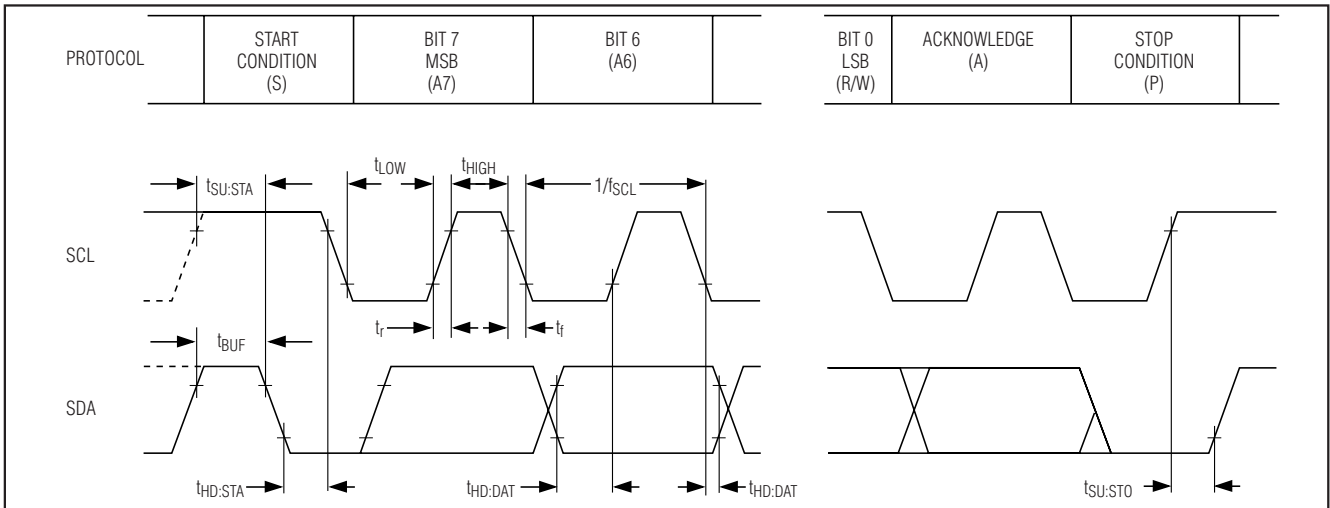 PROTOCOL
START
CONDITION
(S)
BIT 7
MSB
(A7)
BIT 6
(A6)
BIT 0
LSB
(R/W)
ACKNOWLEDGE
(A)
STOP
CONDITION
(P)
tSU:STA
tLOW
tHIGH
1/fSCL
SCL
tr
tf
tBUF
SDA
tHD:STA
tHD:DAT
tHD:DAT
tSU:STO